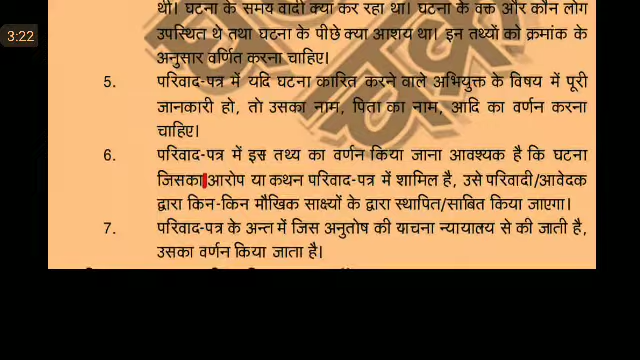 3:22
थी। घटना के समय वादी क्या कर रहा था। घटना के वक्त और कौन लोग
उपस्थित थे तथा घटना के पीछे क्या आशय था। इन तथ्यों को क्रमांक के
अनुसार वर्णित करना चाहिए।
5. परिवाद-पत्र में यदि घटना कारित करने वाले अभियुक्त के विषय में पूरी
जानकारी हो, तो उसका नाम, पिता का नाम, आदि का वर्णन करना
चाहिए।
6. परिवाद-पत्र में इस तथ्य का वर्णन किया जाना आवश्यक है कि घटना
जिसका आरोप या कथन परिवाद-पत्र में शामिल है, उसे परिवादी/आवेदक
द्वारा किन-किन मौखिक साक्ष्यों के द्वारा स्थापित/साबित किया जाएगा।
7. परिवाद-पत्र के अन्त में जिस अनुतोष की याचना न्यायालय से की जाती है,
उसका वर्णन किया जाता है।